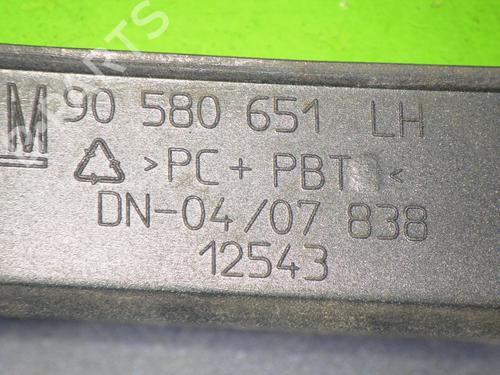 M 90 580 651 LH
>PC + PBT <
DN-04/07 838
12543